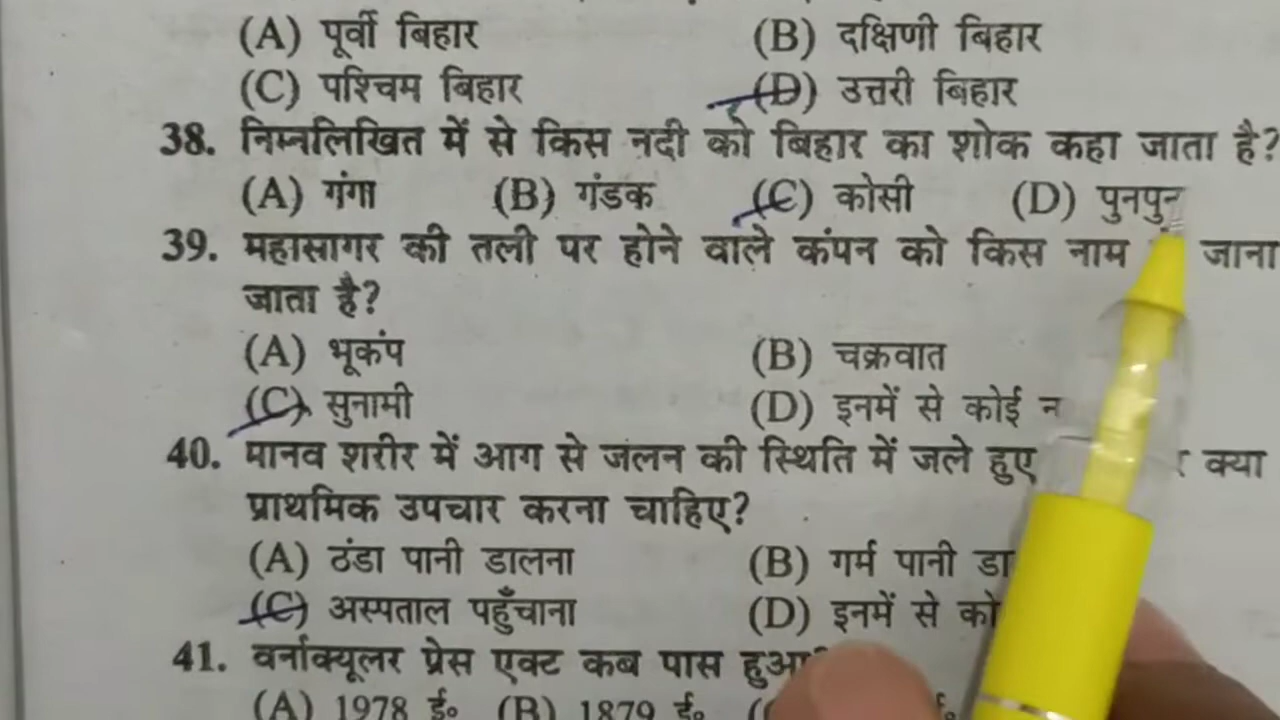 (A) पूर्वी बिहार (B) दक्षिणी बिहार
(C) पश्चिम बिहार (D) उत्तरी बिहार
38. निम्नलिखित में से किस नदी को बिहार का शोक कहा जाता है?
(A) गंगा (B) गंडक (C) कोसी (D) पुनपुन
39. महासागर की तली पर होने वाले कंपन को किस नाम जाना
जाता है?
(A) भूकंप (B) चक्रवात
(C) सुनामी (D) इनमें से कोई न
40. मानव शरीर में आग से जलन की स्थिति में जले हुए क्या
प्राथमिक उपचार करना चाहिए?
(A) ठंडा पानी डालना (B) गर्म पानी डा
(C) अस्पताल पहुँचाना (D) इनमें से को
41. वर्नाक्यूलर प्रेस एक्ट कब पास हुआ?
(A) 1978 ई० (B) 1879 ई०